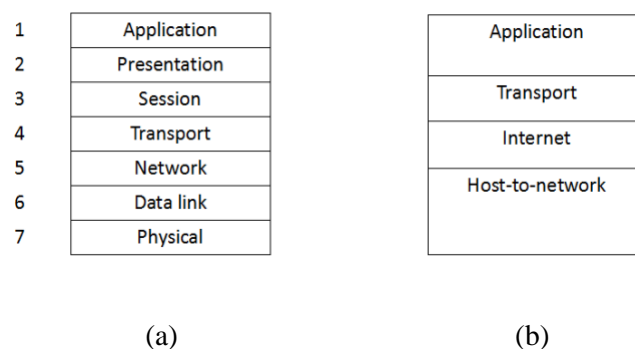 1 Application
2 Presentation
3 Session
4 Transport
5 Network
6 Data link
7 Physical
Application
Transport
Internet
Host-to-network
(a) (b)